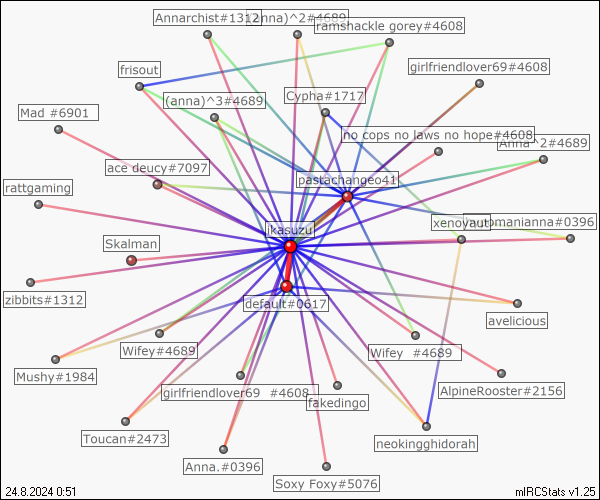 Annarchist#1312
(anna)^2#4689
ramshackle gorey#4608
frisout
girlfriendlover69#4608
(anna)^3#4689
Cypha#1717
Mad #6901
no cops no laws no hope#4608
Anna^2#4689
ace deucy#7097
pastachangeo41
rattgaming
xenoyauto
manianna#0396
ikasuzu
Skalman
zibbits#1312
default#0617
avelicious
Wifey#4689
Wifey #4689
Mushy#1984
girlfriendlover69 #4608
fakedingo
AlpineRooster#2156
Toucan#2473
neokingghidorah
Anna.#0396
Soxy Foxy#5076
24.8.2024 0:51
mIRCStats v1.25